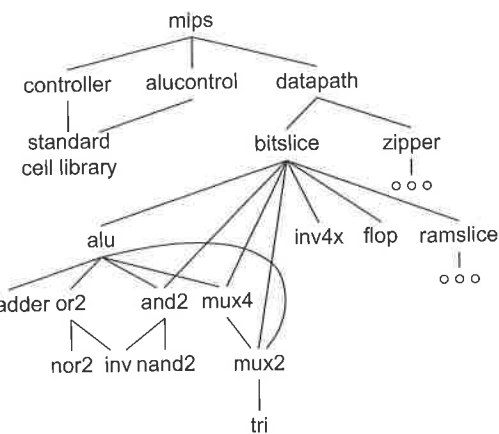 mips
controller alucontrol datapath
standard
cell library
bitslice zipper
alu inv4x flop ramslice
adder or2 and2 mux4
nor2 inv nand2 mux2
tri